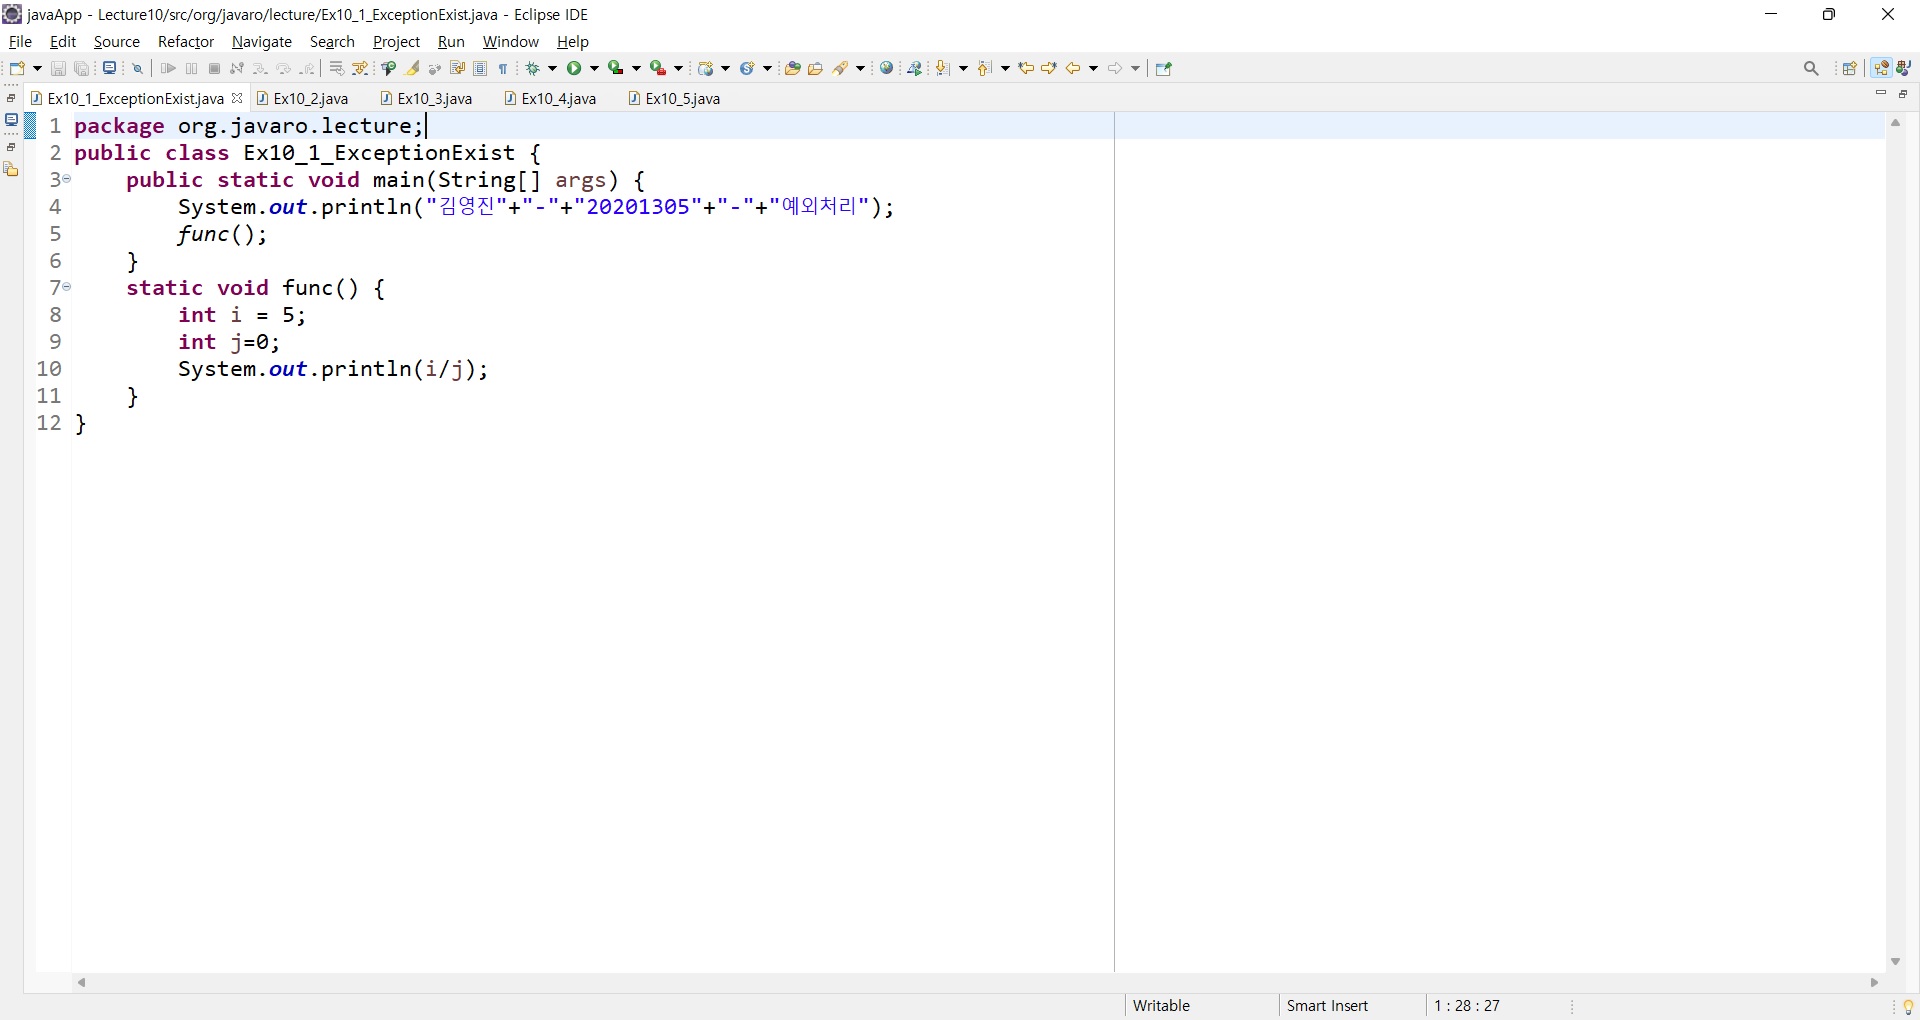 javaApp - Lecture10/src/org/javaro/lecture/Ex10_1_ExceptionExist.java - Eclipse IDE
File Edit Source Refactor Navigate Search Project Run Window Help
Ex10_1_ExceptionExist.java Ex10_2.java Ex10_3.java Ex10_4.java Ex10_5.java
1 package org.javaro.lecture;
2 public class Ex10_1_ExceptionExist {
3 public static void main(String[] args) {
4 System.out.println("김영진"+"-"+"20201305"+"-"+"예외처리");
5 func();
6 }
7 static void func() {
8 int i = 5;
9 int j=0;
10 System.out.println(i/j);
11 }
12 }
Writable Smart Insert 1 : 28 : 27